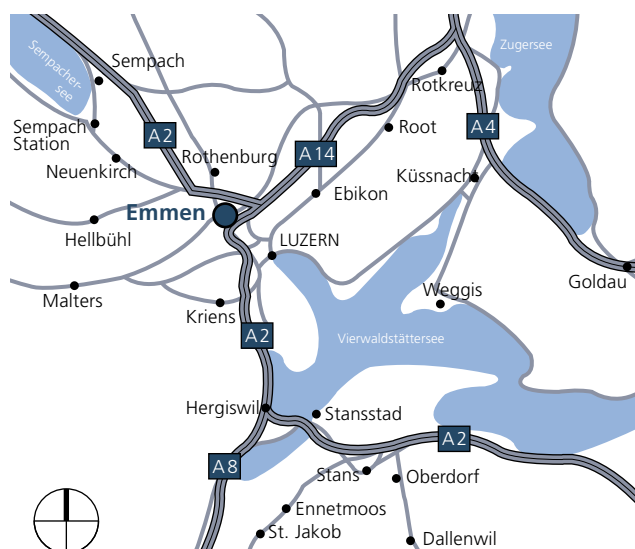 Sempach
Sempacher-
see
Zugersee
Rotkreuz
Sempach
Station
A2
A14
Root
A4
Neuenkirch
Rothenburg
Küssnacht
Ebikon
Emmen
Hellbühl
LUZERN
Goldau
Malters
Kriens
Weggis
A2
Vierwaldstättersee
Hergiswil
Stansstad
A2
A8
Stans
Oberdorf
Ennetmoos
St. Jakob
Dallenwil